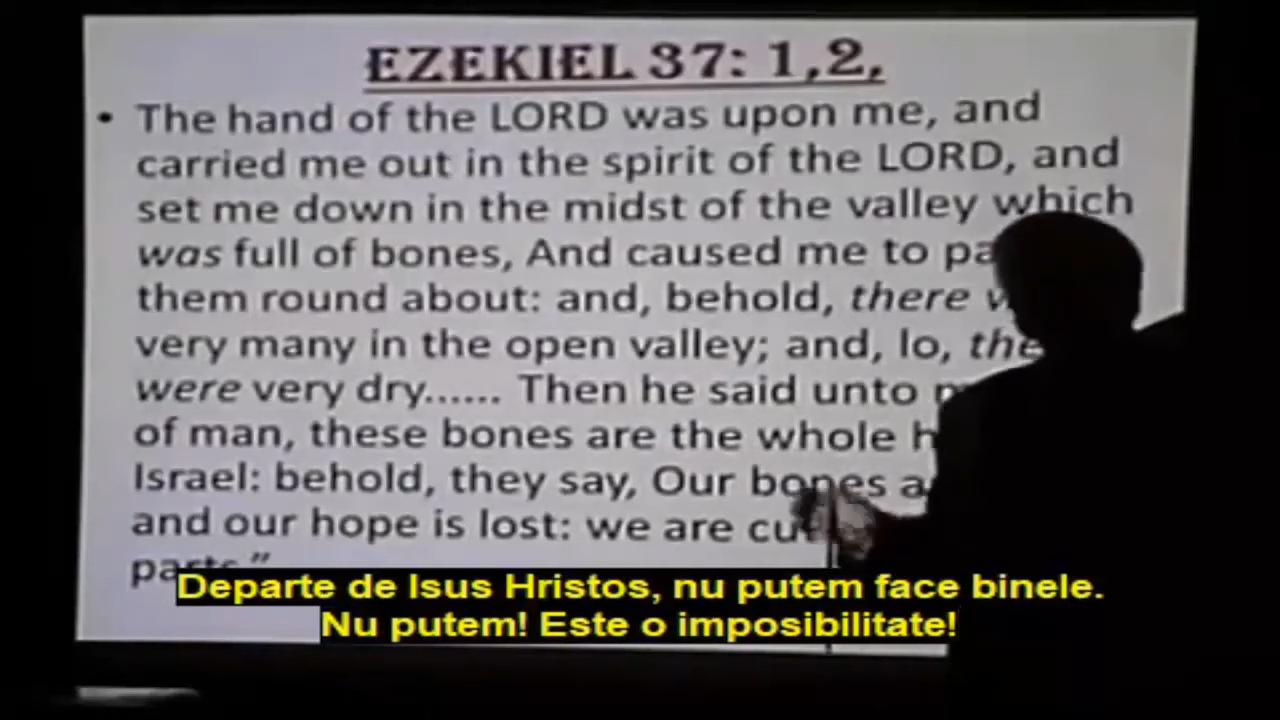 EZEKIEL 37: 1,2,
• The hand of the LORD was upon me, and
carried me out in the spirit of the LORD, and
set me down in the midst of the valley which
was full of bones, And caused me to
them round about: and, behold, there
very many in the open valley; and, lo,
were very dry...... Then he said unto
of man, these bones are the whole
Israel: behold, they say, Our bones
and our hope is lost: we are
parts."
Departe de Isus Hristos, nu putem face binele.
Nu putem! Este o imposibilitate!